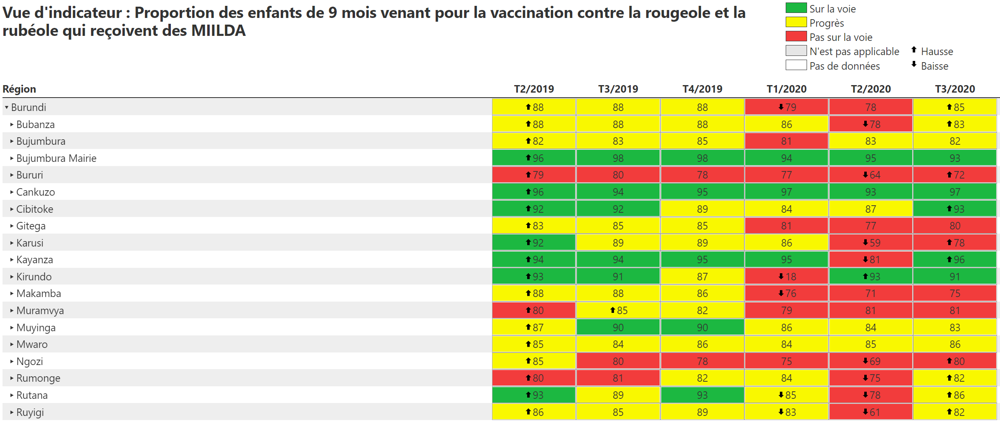 Vue d'indicateur : Proportion des enfants de 9 mois venant pour la vaccination contre la rougeole et la
rubéole qui reçoivent des MIILDA
Sur la voie
Progrès
Pas sur la voie
N'est pas applicable Hausse
Pas de données Baisse
Région T2/2019 T3/2019 T4/2019 T1/2020 T2/2020 T3/2020
Burundi 88 88 88 79 78 85
Bubanza 88 88 88 86 78 83
Bujumbura 82 83 85 81 83 82
Bujumbura Mairie 96 98 98 94 95 93
Bururi 79 80 78 77 64 72
Cankuzo 96 94 95 97 93 97
Cibitoke 92 92 89 84 87 93
Gitega 83 85 85 81 77 80
Karusi 92 89 89 86 59 78
Kayanza 94 94 95 95 81 96
Kirundo 93 91 87 18 93 91
Makamba 88 88 86 76 71 75
Muramvya 80 85 82 79 81 81
Muyinga 87 90 90 86 84 83
Mwaro 85 84 86 84 85 86
Ngozi 85 80 78 75 69 80
Rumonge 80 81 82 84 75 82
Rutana 93 89 93 85 78 86
Ruyigi 86 85 89 83 61 82